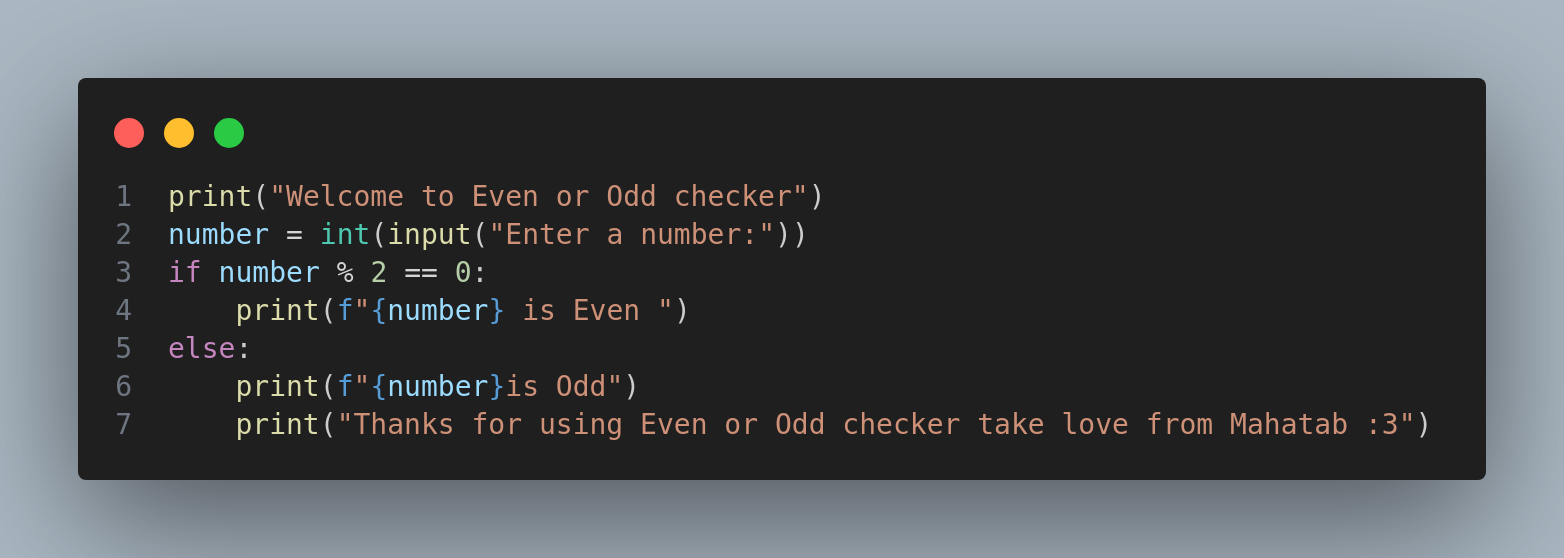 1 print("Welcome to Even or Odd checker")
2 number = int(input("Enter a number:"))
3 if number % 2 == 0:
4     print(f"{number} is Even ")
5 else:
6     print(f"{number}is Odd")
7     print("Thanks for using Even or Odd checker take love from Mahatab :3")